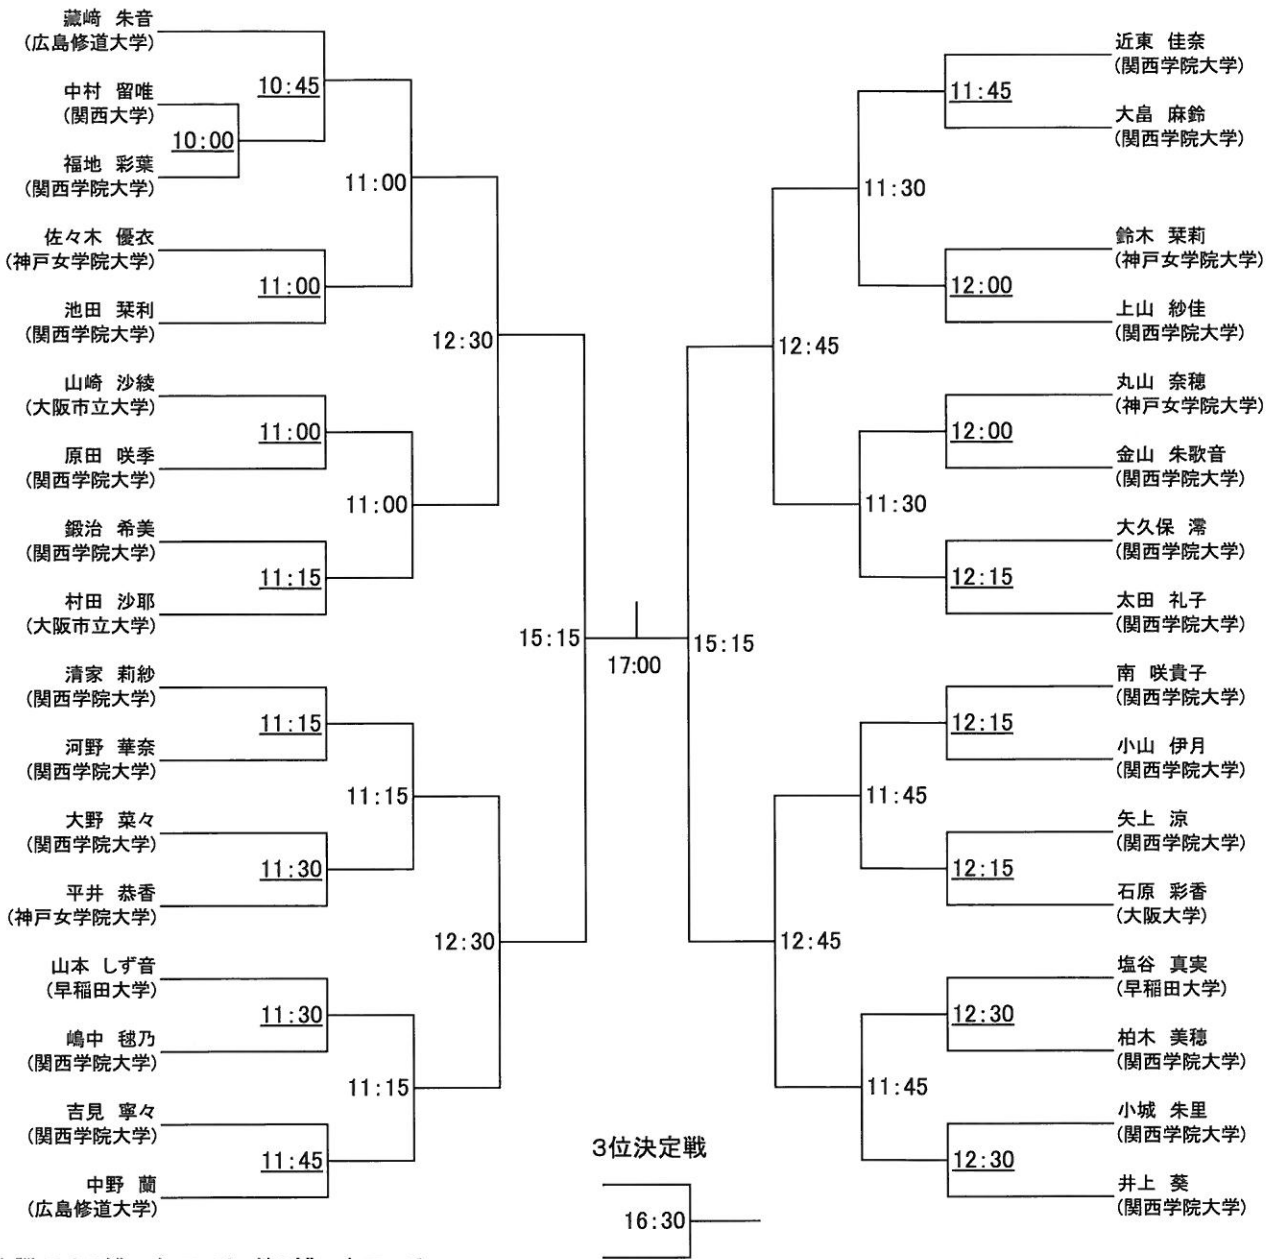 藏﨑 朱音
(広島修道大学)
10:45
中村 留唯
(関西大学)
10:00
福地 彩葉
(関西学院大学)
11:00
佐々木 優衣
(神戸女学院大学)
11:00
池田 栞利
(関西学院大学)
12:30
山崎 沙綾
(大阪市立大学)
11:00
原田 咲季
(関西学院大学)
11:00
鍛治 希美
(関西学院大学)
11:15
村田 沙耶
(大阪市立大学)
15:15
清家 莉紗
(関西学院大学)
11:15
河野 華奈
(関西学院大学)
11:15
大野 菜々
(関西学院大学)
11:30
平井 恭香
(神戸女学院大学)
12:30
山本 しず音
(早稲田大学)
11:30
嶋中 毬乃
(関西学院大学)
11:15
吉見 寧々
(関西学院大学)
11:45
中野 蘭
(広島修道大学)
17:00
近東 佳奈
(関西学院大学)
11:45
大畠 麻鈴
(関西学院大学)
11:30
鈴木 栞莉
(神戸女学院大学)
12:00
上山 紗佳
(関西学院大学)
12:45
丸山 奈穂
(神戸女学院大学)
12:00
金山 朱歌音
(関西学院大学)
11:30
大久保 澪
(関西学院大学)
12:15
太田 礼子
(関西学院大学)
15:15
南 咲貴子
(関西学院大学)
12:15
小山 伊月
(関西学院大学)
11:45
矢上 涼
(関西学院大学)
12:15
石原 彩香
(大阪大学)
12:45
塩谷 真実
(早稲田大学)
12:30
柏木 美穂
(関西学院大学)
11:45
小城 朱里
(関西学院大学)
12:30
井上 葵
(関西学院大学)
3位決定戦
16:30